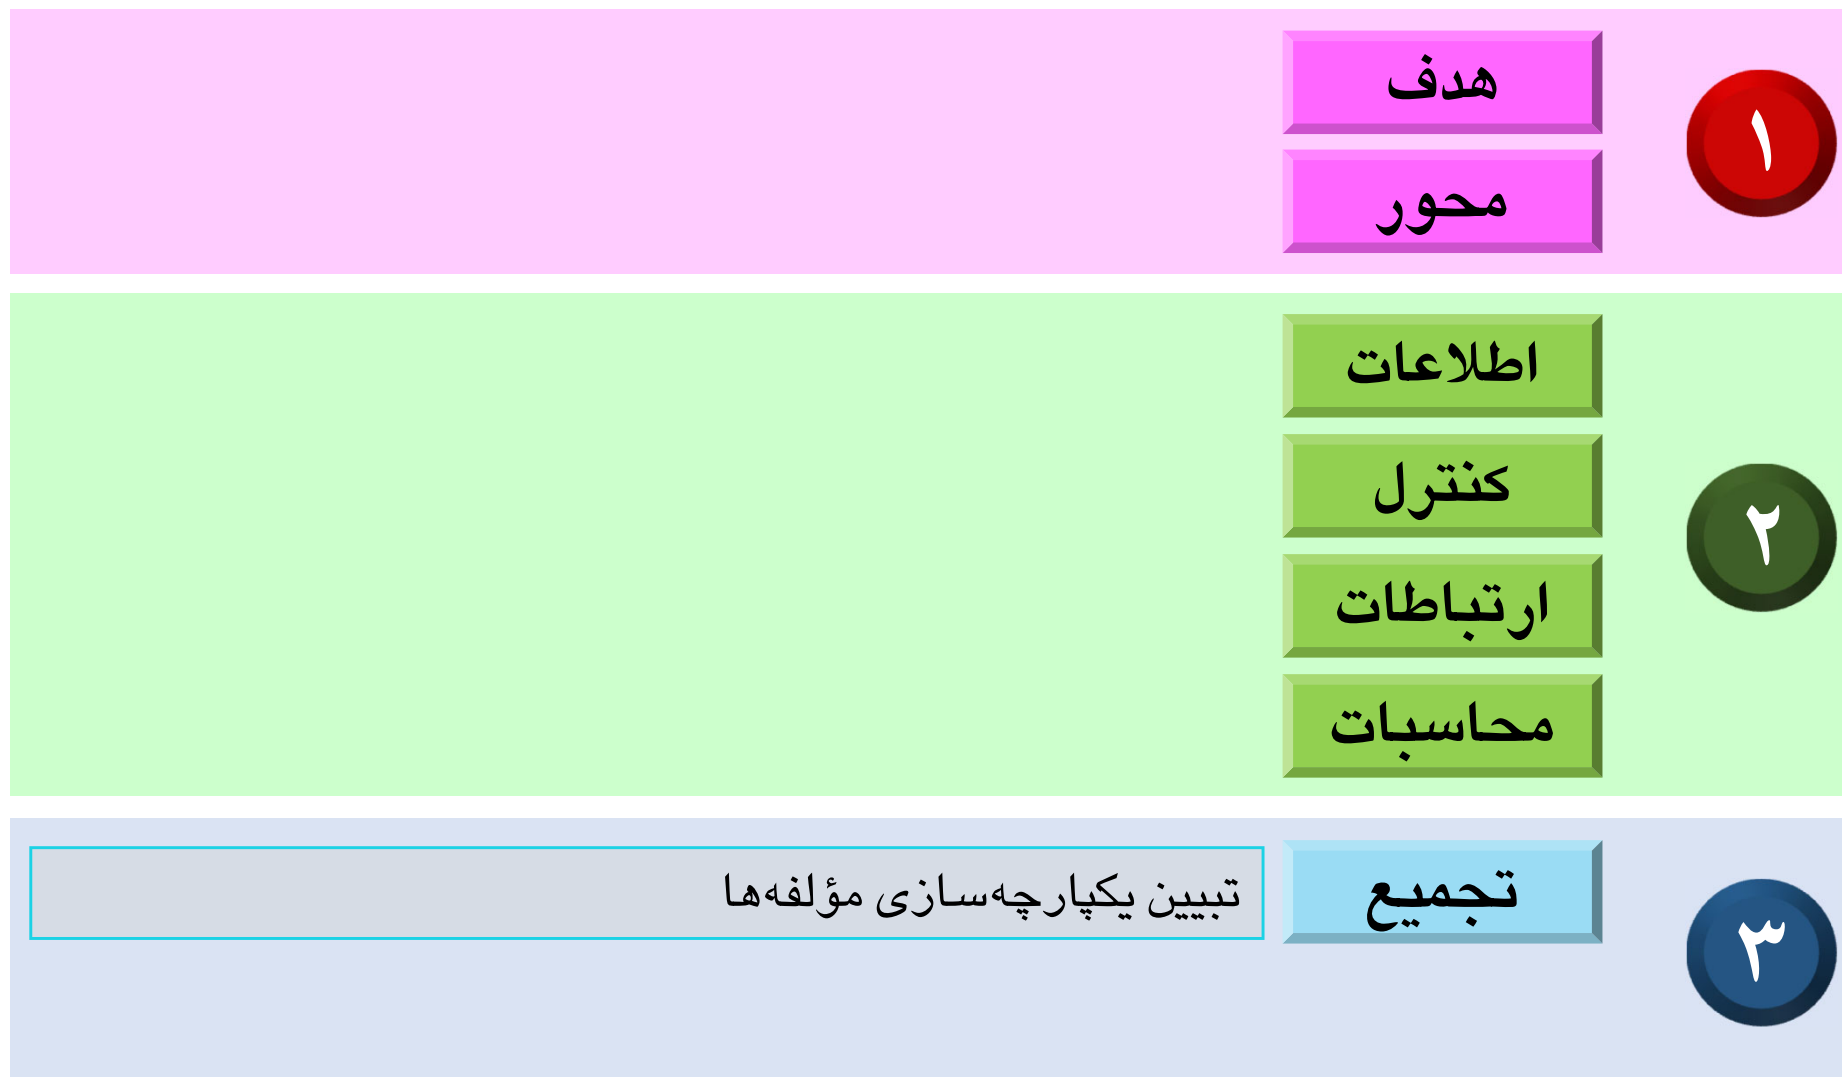 ۱
هدف
محور
۲
اطلاعات
کنترل
ارتباطات
محاسبات
۳
تجمیع
تبیین یکپارچه‌سازی مؤلفه‌ها